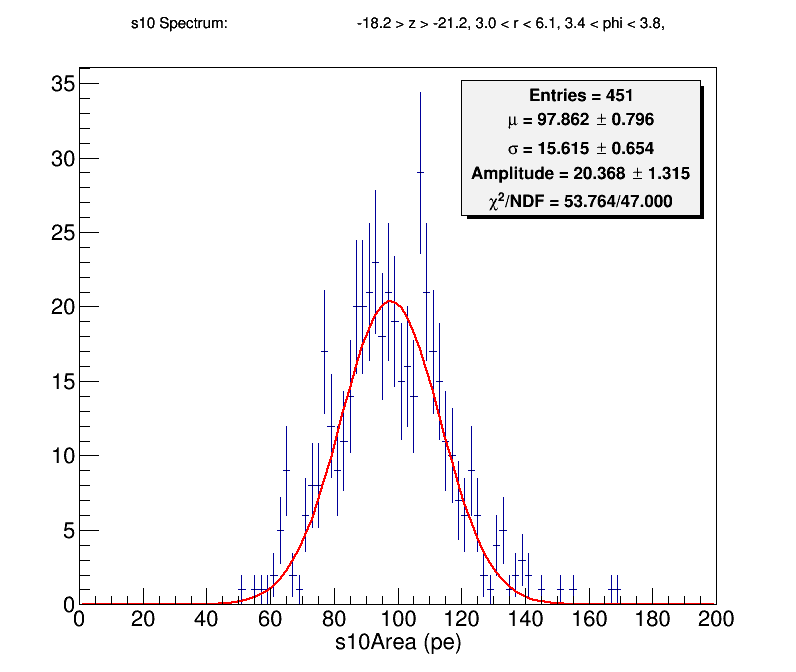 s10 Spectrum: -18.2 > z > -21.2, 3.0 < r < 6.1, 3.4 < phi < 3.8,
Entries = 451
μ = 97.862 ± 0.796
σ = 15.615 ± 0.654
Amplitude = 20.368 ± 1.315
χ²/NDF = 53.764/47.000
35
30
25
20
15
10
5
0
0 20 40 60 80 100 120 140 160 180 200
s10Area (pe)